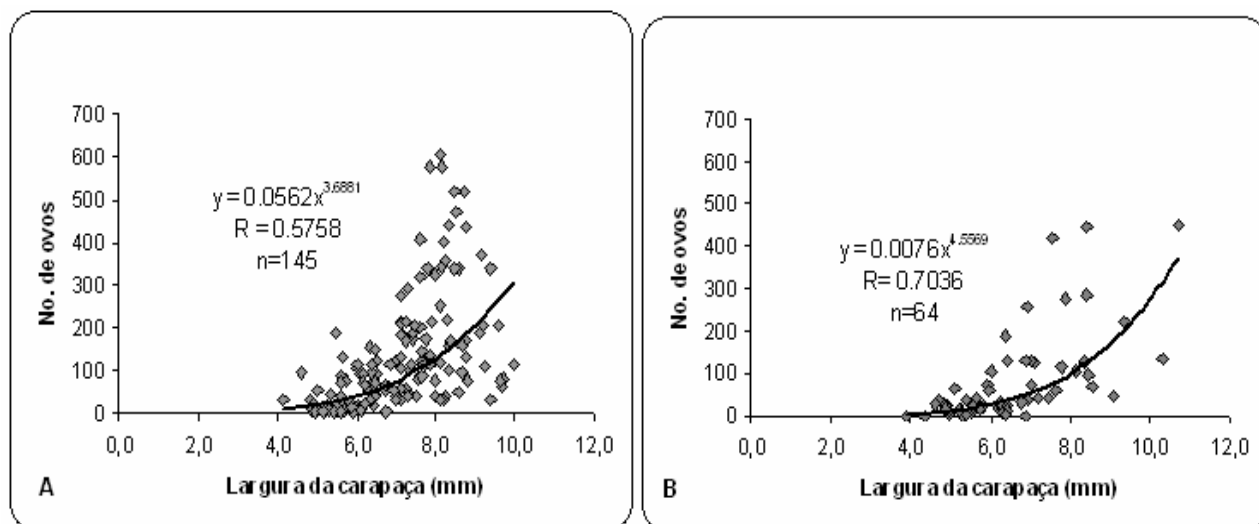 700
600
500
400
300
200
100
0
No. de ovos
y = 0.0562x^3.6881
R = 0.5758
n=145
0,0 2,0 4,0 6,0 8,0 10,0 12,0
Largura da carapaça (mm)
A
700
600
500
400
300
200
100
0
No. de ovos
y = 0.0076x^4.5569
R= 0.7036
n=64
0,0 2,0 4,0 6,0 8,0 10,0 12,0
Largura da carapaça (mm)
B